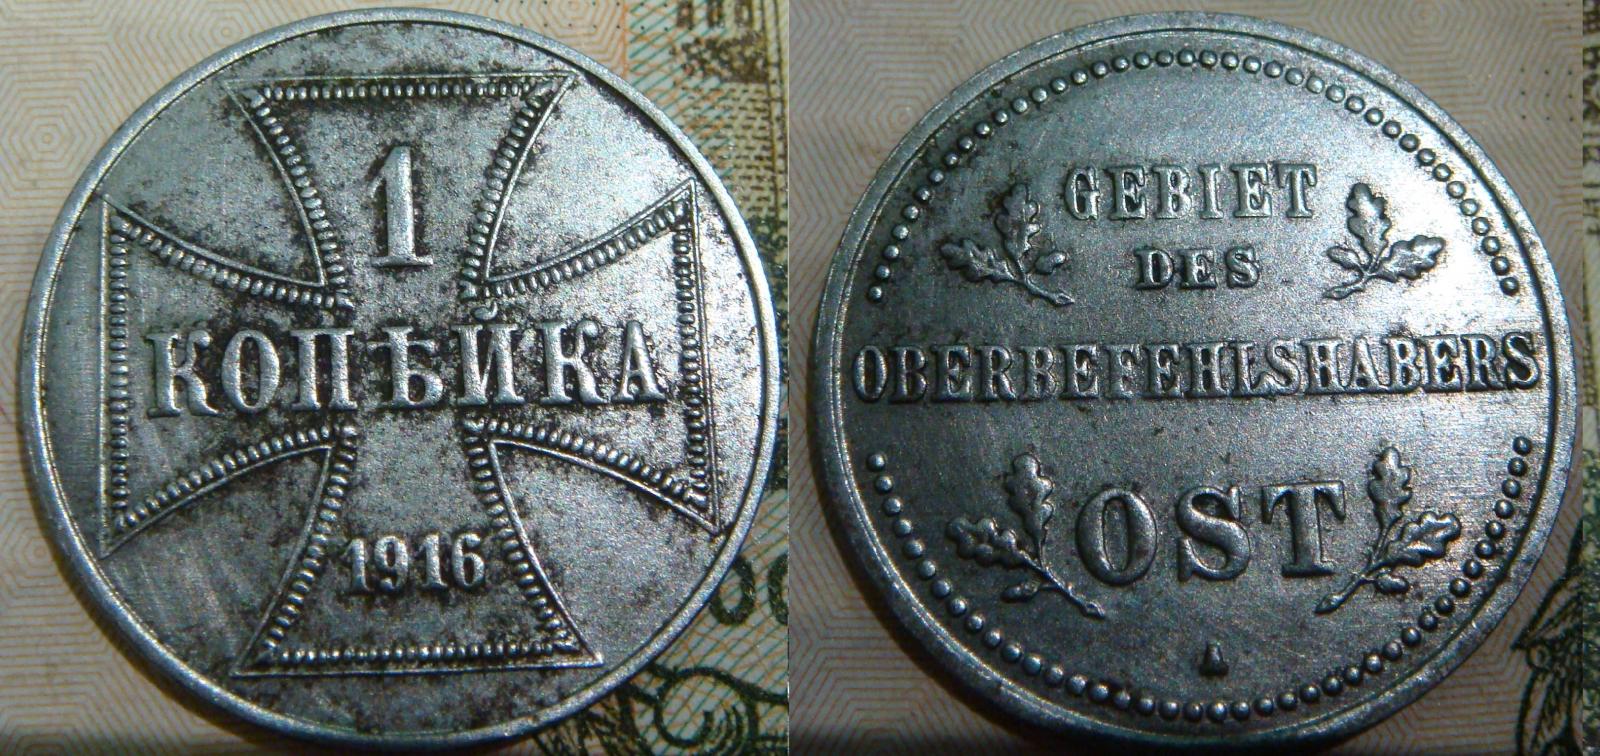 1
КОПѢЙКА
1916
GEBIET
DES
OBERBEFEHLSHABERS
OST
A